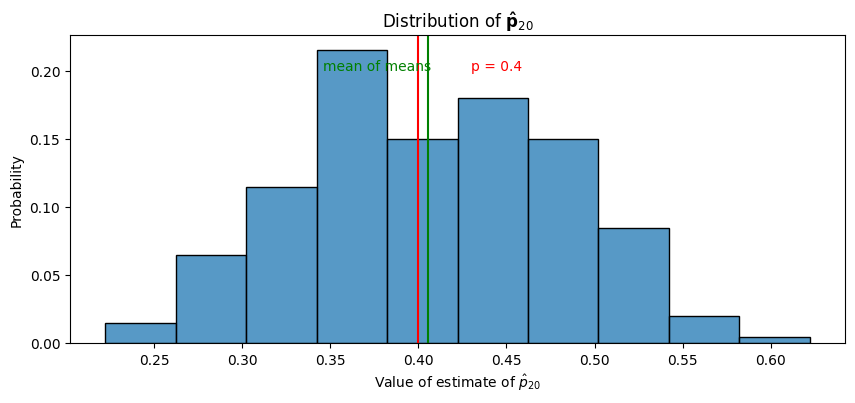 Distribution of p̂₂₀
mean of means
p = 0.4
Probability
0.20
0.15
0.10
0.05
0.00
0.25 0.30 0.35 0.40 0.45 0.50 0.55 0.60
Value of estimate of p̂₂₀